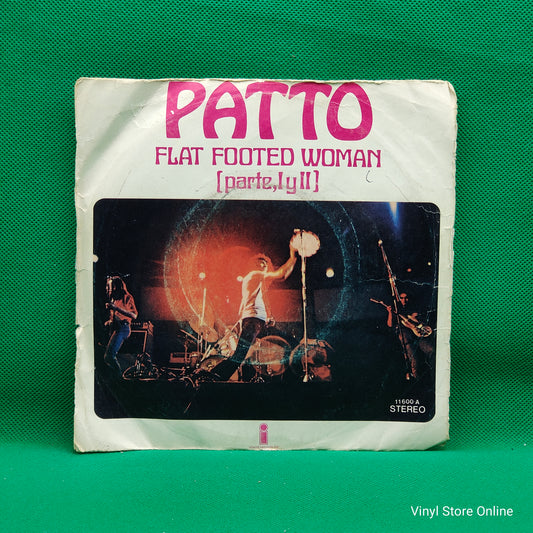 PATTO
FLAT FOOTED WOMAN
[parte, I y II]
11600 A
STEREO
i
Vinyl Store Online